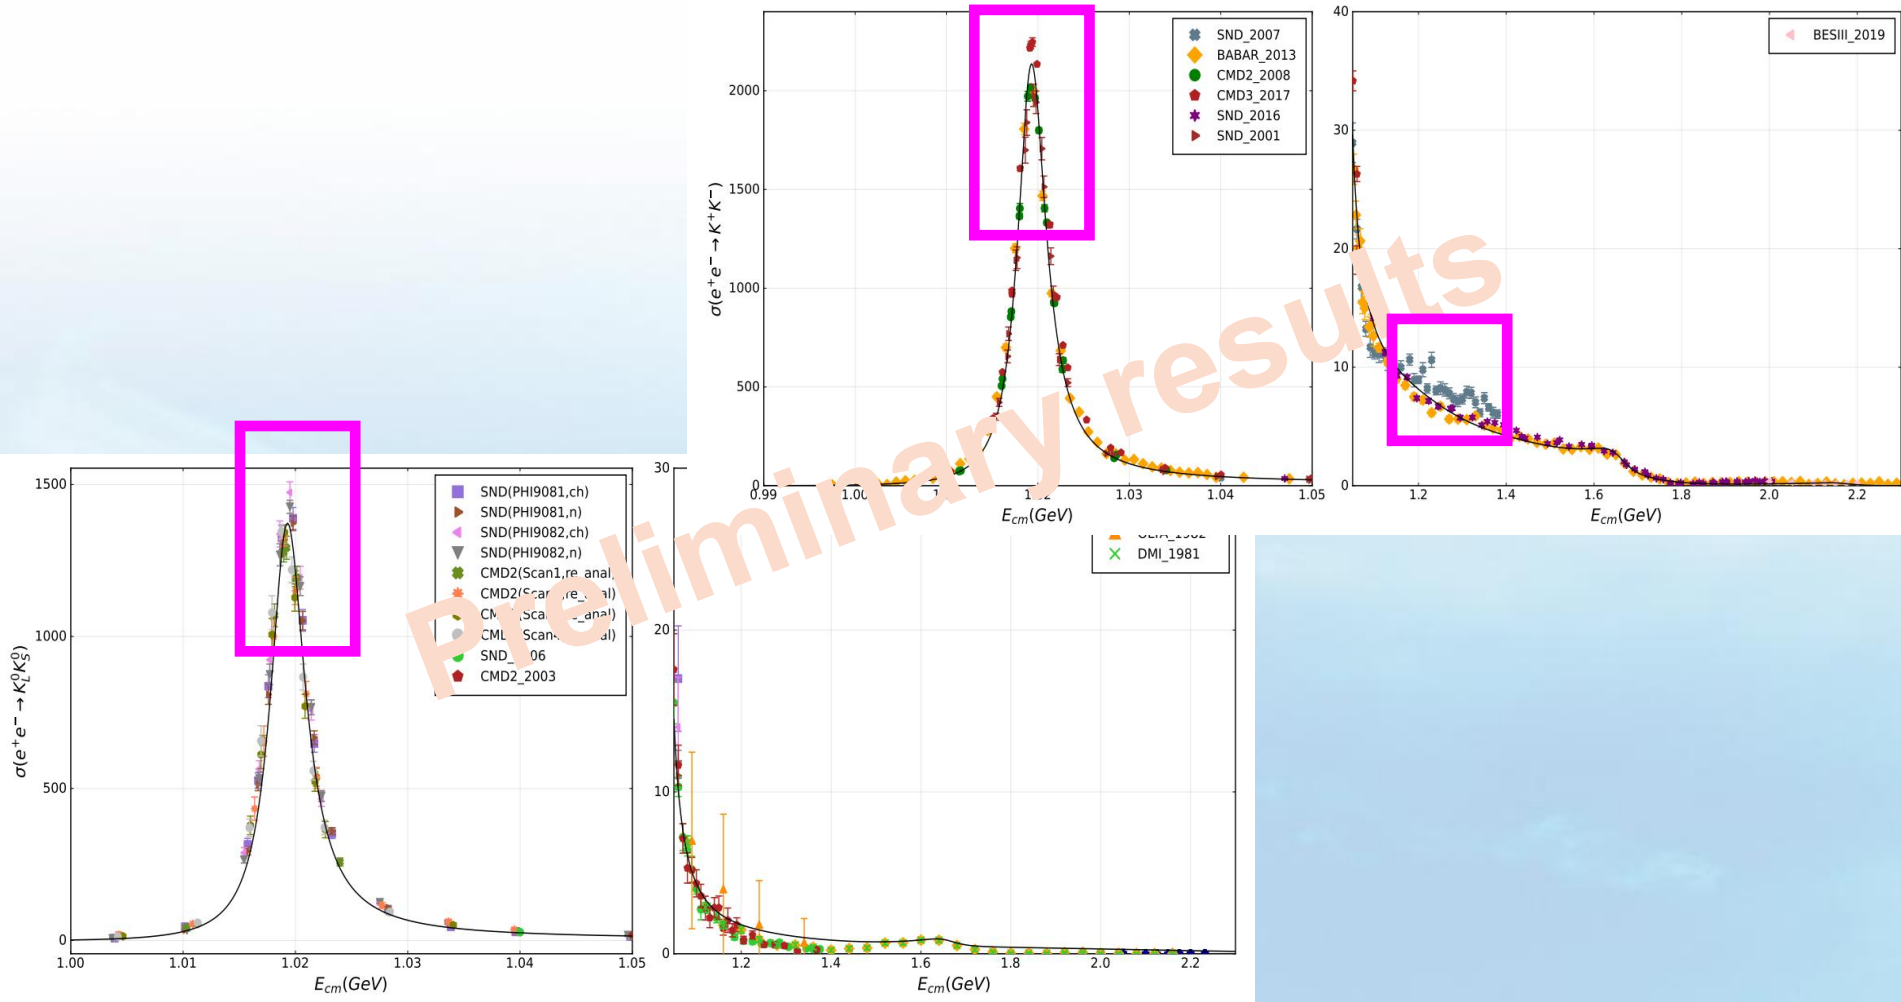 σ(e⁺e⁻→K⁺K⁻)
2000
1500
1000
500
0
0.99
1.00
1.03
1.04
1.05
E_cm(GeV)
SND_2007
BABAR_2013
CMD2_2008
CMD3_2017
SND_2016
SND_2001
40
30
20
10
0
1.2
1.4
1.6
1.8
2.0
2.2
E_cm(GeV)
BESIII_2019
Preliminary results
σ(e⁺e⁻→K_L⁰K_S⁰)
1500
1000
500
0
1.00
1.01
1.02
1.03
1.04
1.05
E_cm(GeV)
SND(PHI9081,ch)
SND(PHI9081,n)
SND(PHI9082,ch)
SND(PHI9082,n)
CMD2(Scan1,re_anal)
CMD2_2003
30
20
10
0
1.2
1.4
1.6
1.8
2.0
2.2
E_cm(GeV)
DMI_1981